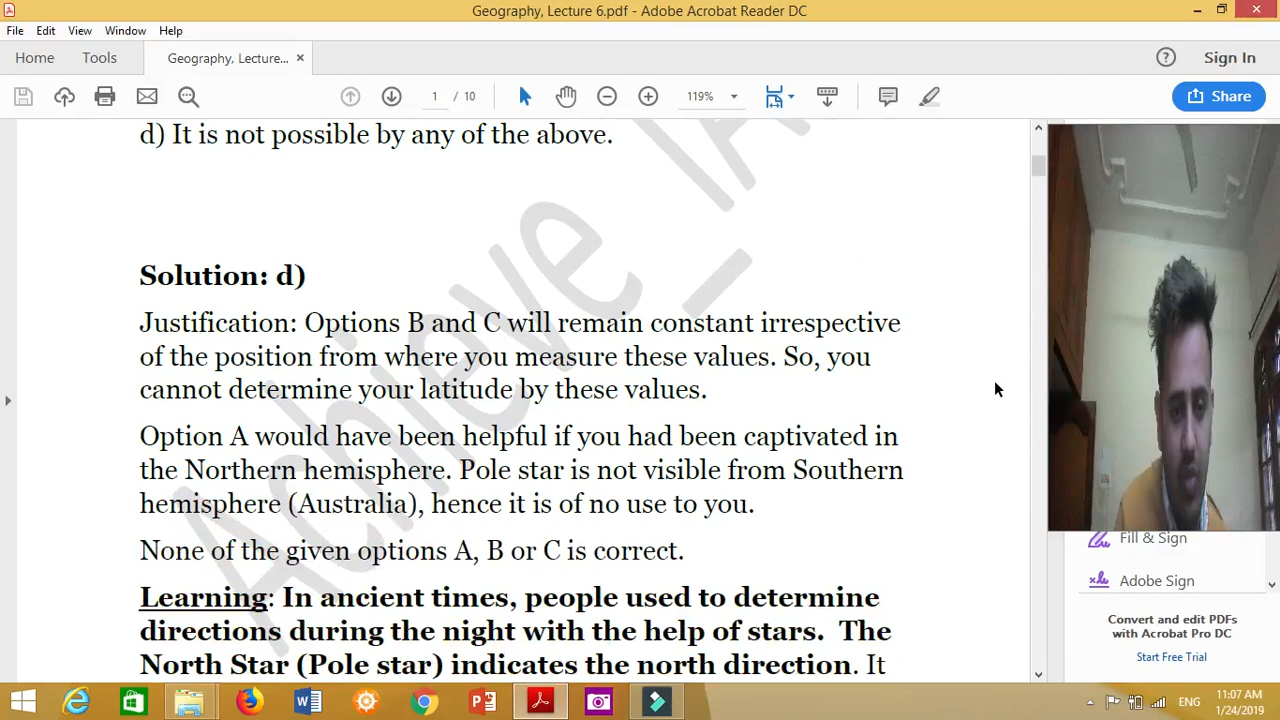 Geography, Lecture 6.pdf - Adobe Acrobat Reader DC
File Edit View Window Help
Home Tools Geography, Lecture... × Sign In
1 / 10 119% Share
d) It is not possible by any of the above.
Solution: d)
Justification: Options B and C will remain constant irrespective
of the position from where you measure these values. So, you
cannot determine your latitude by these values.
Option A would have been helpful if you had been captivated in
the Northern hemisphere. Pole star is not visible from Southern
hemisphere (Australia), hence it is of no use to you.
None of the given options A, B or C is correct.
Learning: In ancient times, people used to determine
directions during the night with the help of stars. The
North Star (Pole star) indicates the north direction. It
Achieve_IA
Fill & Sign
Adobe Sign
Convert and edit PDFs
with Acrobat Pro DC
Start Free Trial
ENG
11:07 AM
1/24/2019